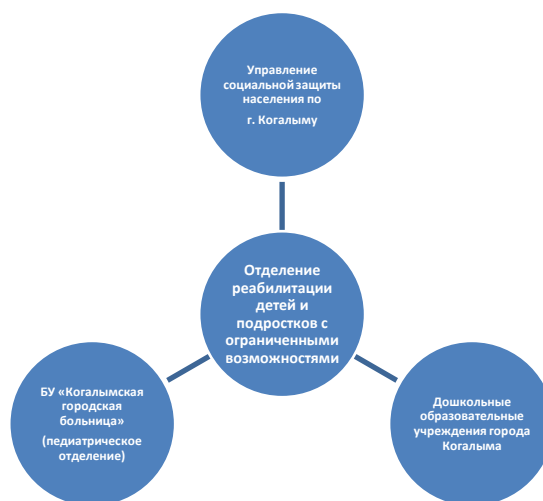 Управление
социальной защиты
населения по
г. Когалыму
Отделение
реабилитации
детей и
подростков с
ограниченными
возможностями
БУ «Когалымская
городская
больница»
(педиатрическое
отделение)
Дошкольные
образовательные
учреждения города
Когалыма